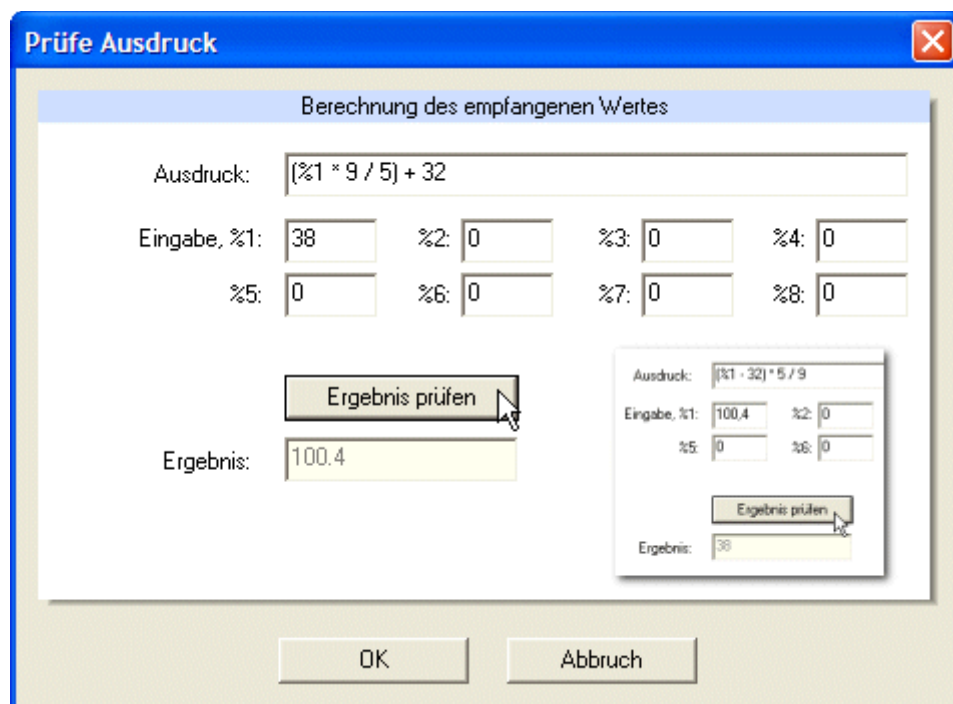 Prüfe Ausdruck
Berechnung des empfangenen Wertes
Ausdruck: (%1 * 9 / 5) + 32
Eingabe, %1: 38 %2: 0 %3: 0 %4: 0
%5: 0 %6: 0 %7: 0 %8: 0
Ergebnis prüfen
Ergebnis: 100.4
Ausdruck: (%1 - 32) * 5 / 9
Eingabe, %1: 100,4 %2: 0
%5: 0 %6: 0
Ergebnis prüfen
Ergebnis: 38
OK Abbruch